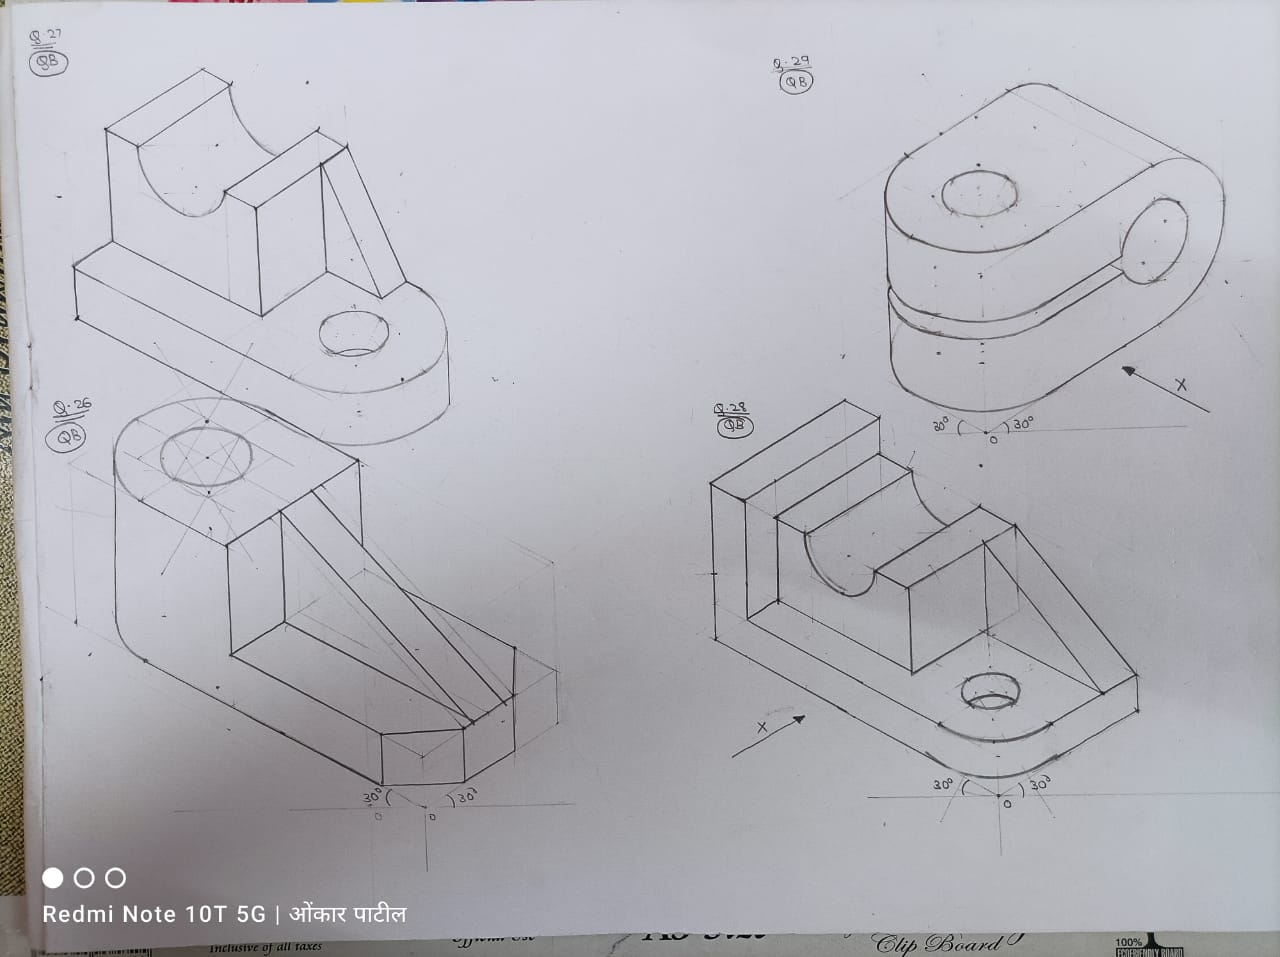 Q.27
QB
Q.29
QB
X
30°
30°
O
Q.26
QB
Q.28
QB
X
30°
30°
O
O
30°
30°
O
Redmi Note 10T 5G | ओंकार पाटील
Inclusive of all taxes
Clip Board
100%
ECOFRIENDLY BOARD